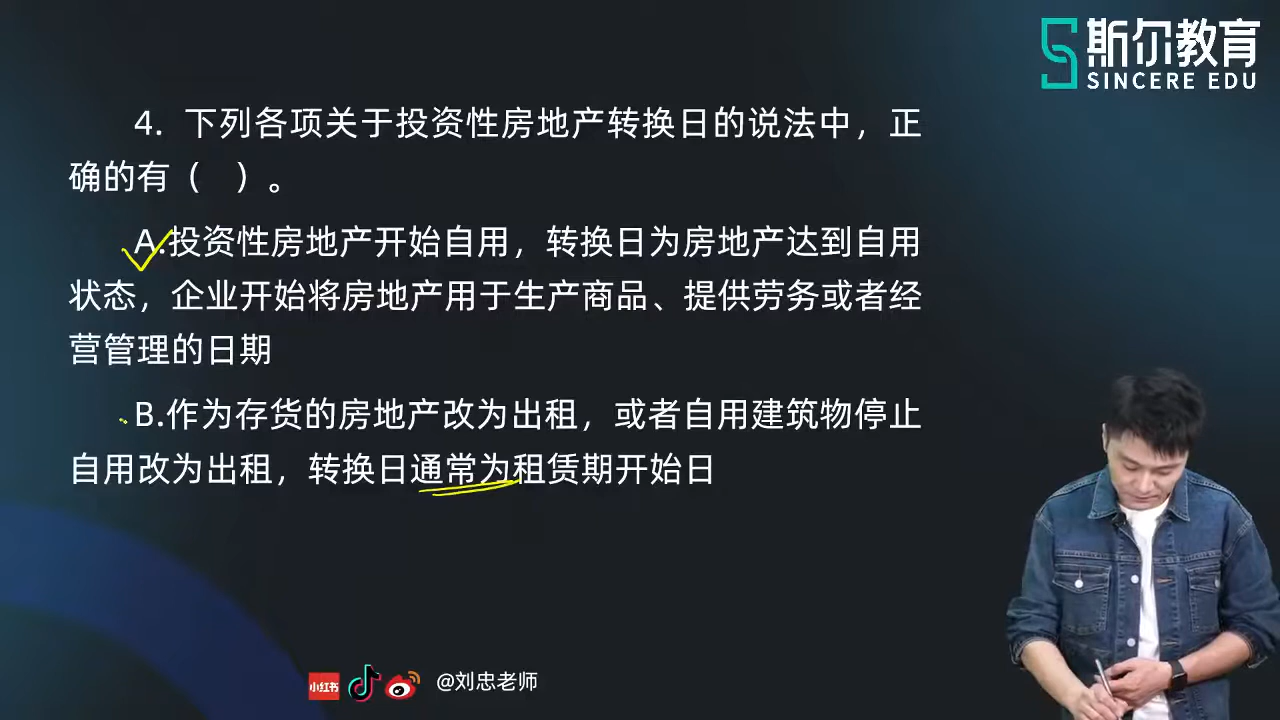 斯尔教育
SINCERE EDU
4. 下列各项关于投资性房地产转换日的说法中，正
确的有（ ）。
A.投资性房地产开始自用，转换日为房地产达到自用
状态，企业开始将房地产用于生产商品、提供劳务或者经
营管理的日期
B.作为存货的房地产改为出租，或者自用建筑物停止
自用改为出租，转换日通常为租赁期开始日
小红书 @刘忠老师